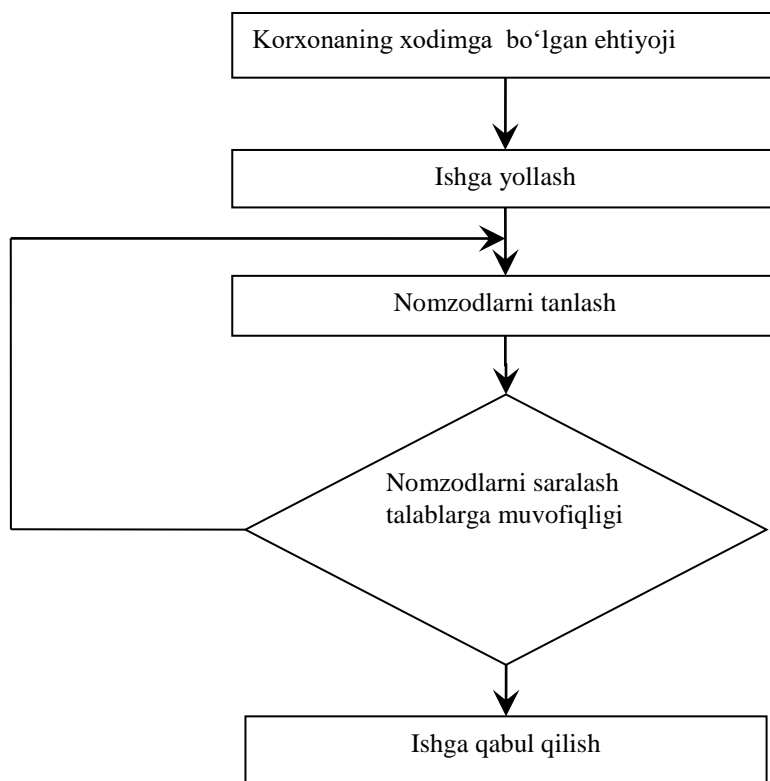 Korxonaning xodimga bo‘lgan ehtiyoji
Ishga yollash
Nomzodlarni tanlash
Nomzodlarni saralash
talablarga muvofiqligi
Ishga qabul qilish